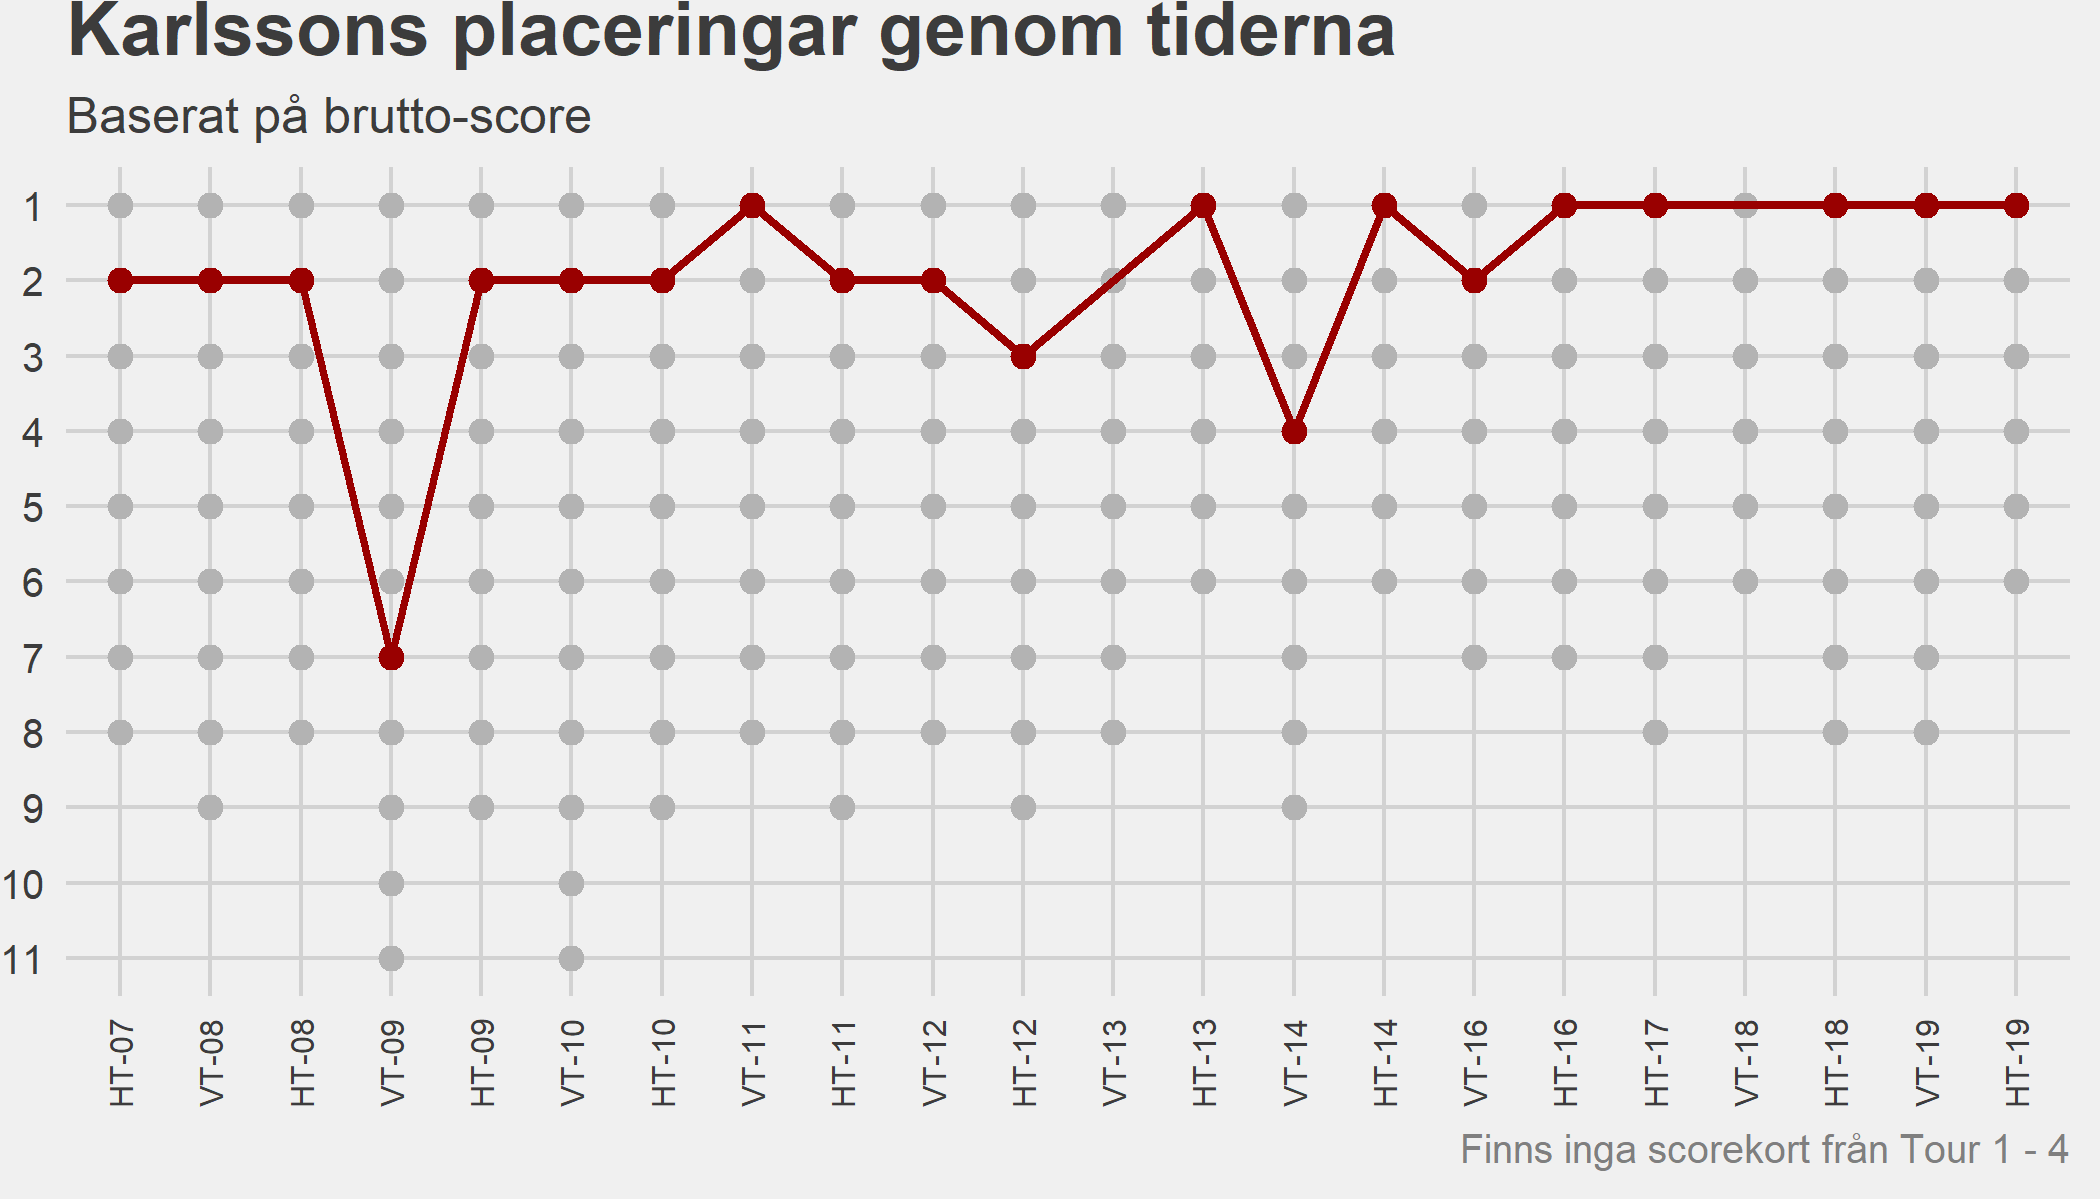 Karlssons placeringar genom tiderna
Baserat på brutto-score
1
2
3
4
5
6
7
8
9
10
11
HT-07
VT-08
HT-08
VT-09
HT-09
VT-10
HT-10
VT-11
HT-11
VT-12
HT-12
VT-13
HT-13
VT-14
HT-14
VT-16
HT-16
HT-17
VT-18
HT-18
VT-19
HT-19
Finns inga scorekort från Tour 1 - 4